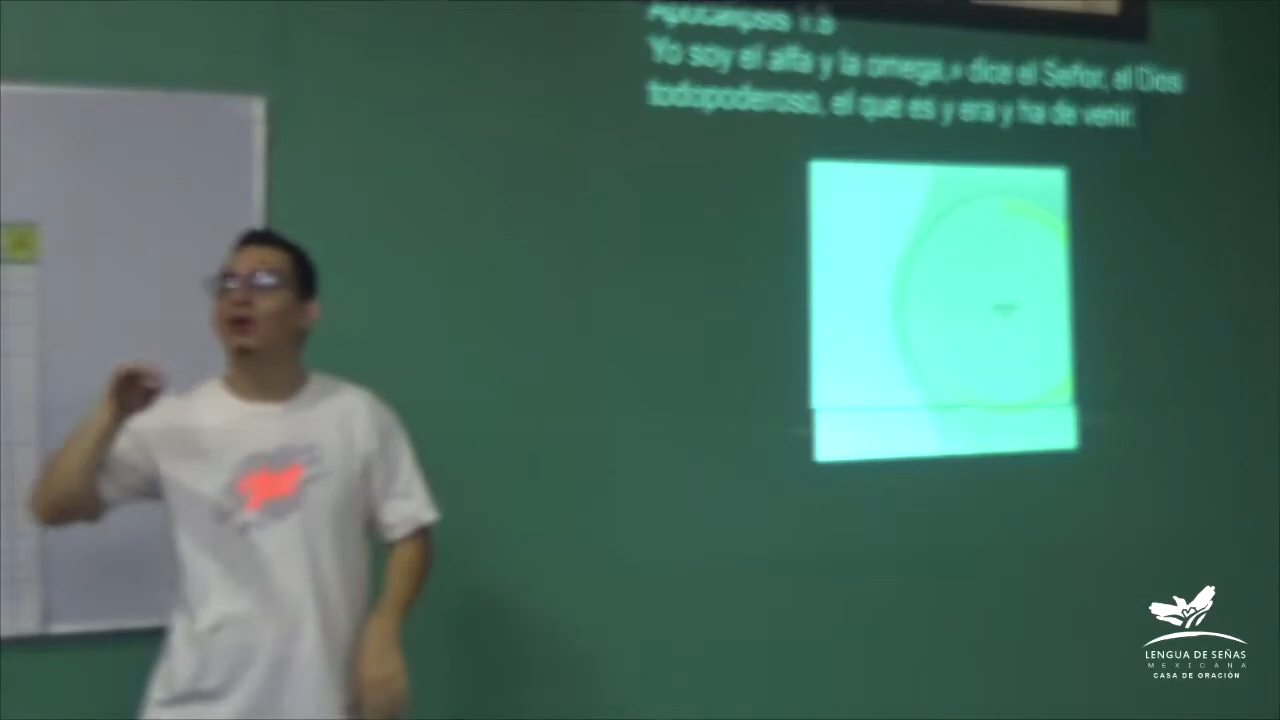 Apocalipsis 1:8
Yo soy el alfa y la omega,» dice el Señor, el Dios
todopoderoso, el que es y era y ha de venir.
LENGUA DE SEÑAS
MEXICANA
CASA DE ORACIÓN